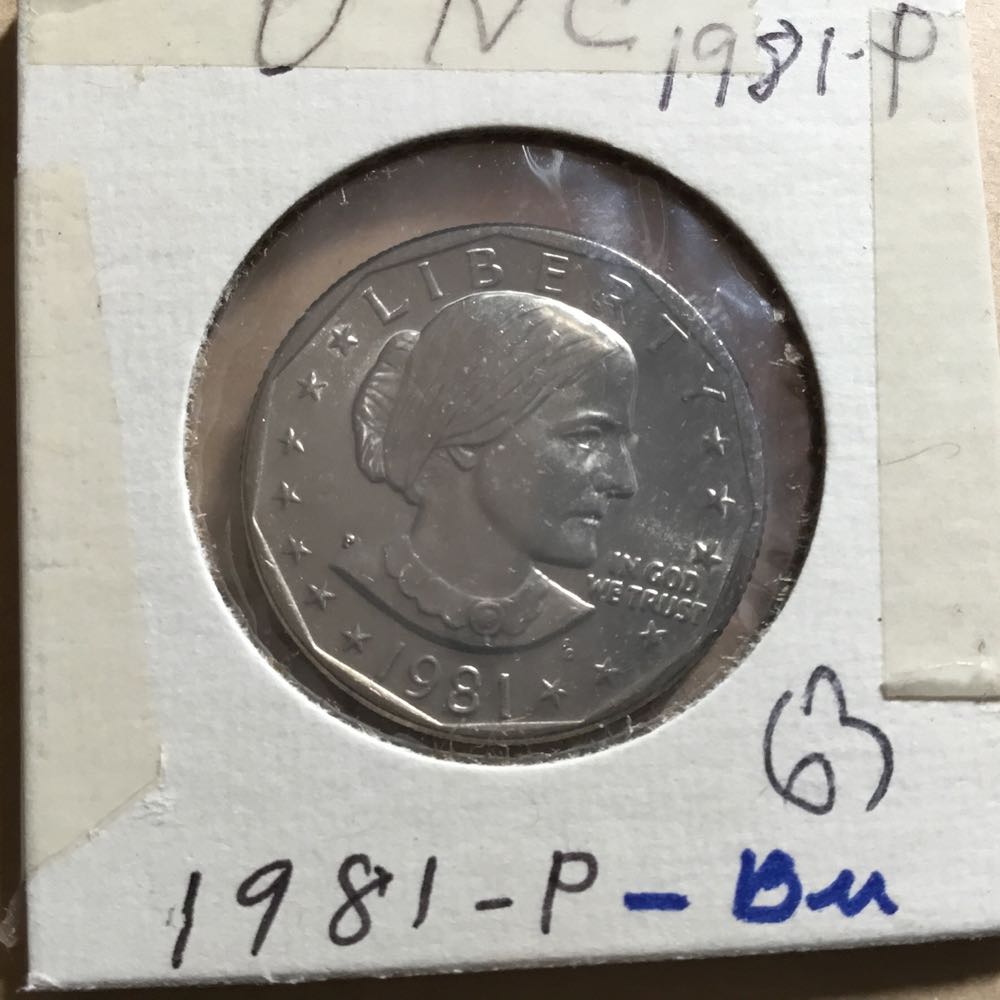 UNC
1981-P
LIBERTY
P
IN GOD
WE TRUST
1981
63
1981-P-Bu